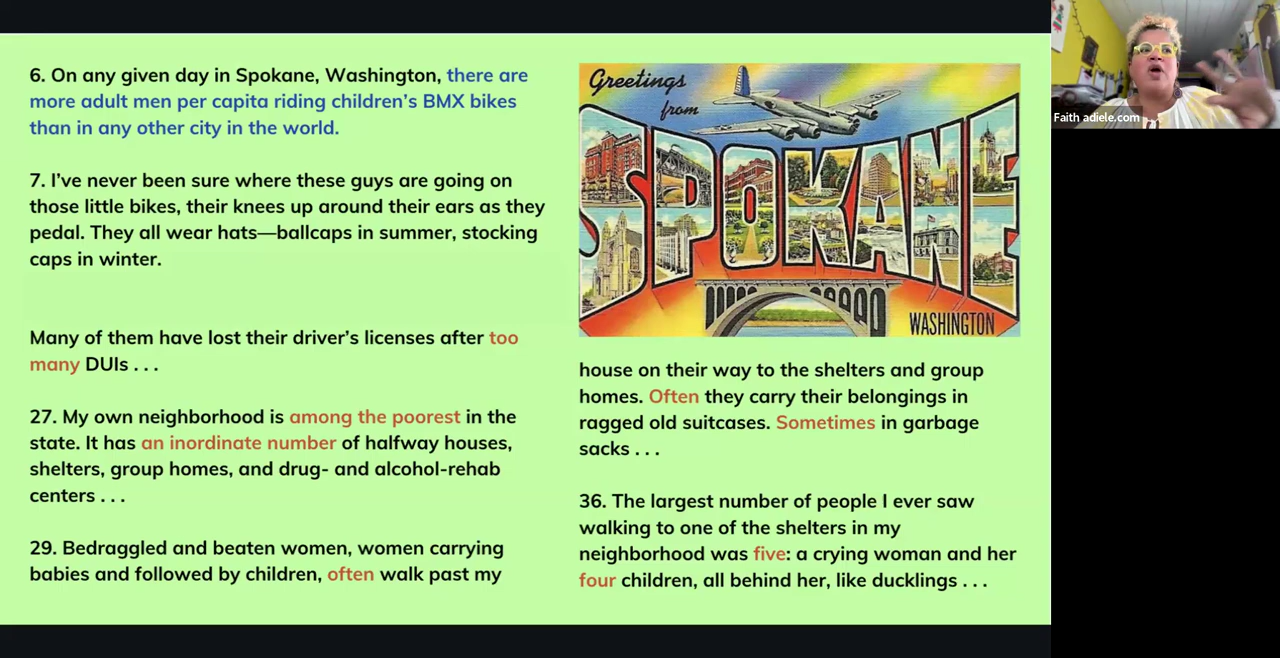 6. On any given day in Spokane, Washington, there are
more adult men per capita riding children’s BMX bikes
than in any other city in the world.
7. I’ve never been sure where these guys are going on
those little bikes, their knees up around their ears as they
pedal. They all wear hats—ballcaps in summer, stocking
caps in winter.
Many of them have lost their driver’s licenses after too
many DUIs . . .
27. My own neighborhood is among the poorest in the
state. It has an inordinate number of halfway houses,
shelters, group homes, and drug- and alcohol-rehab
centers . . .
29. Bedraggled and beaten women, women carrying
babies and followed by children, often walk past my
Greetings
from
SPOKANE
WASHINGTON
house on their way to the shelters and group
homes. Often they carry their belongings in
ragged old suitcases. Sometimes in garbage
sacks . . .
36. The largest number of people I ever saw
walking to one of the shelters in my
neighborhood was five: a crying woman and her
four children, all behind her, like ducklings . . .
Faith adiele.com